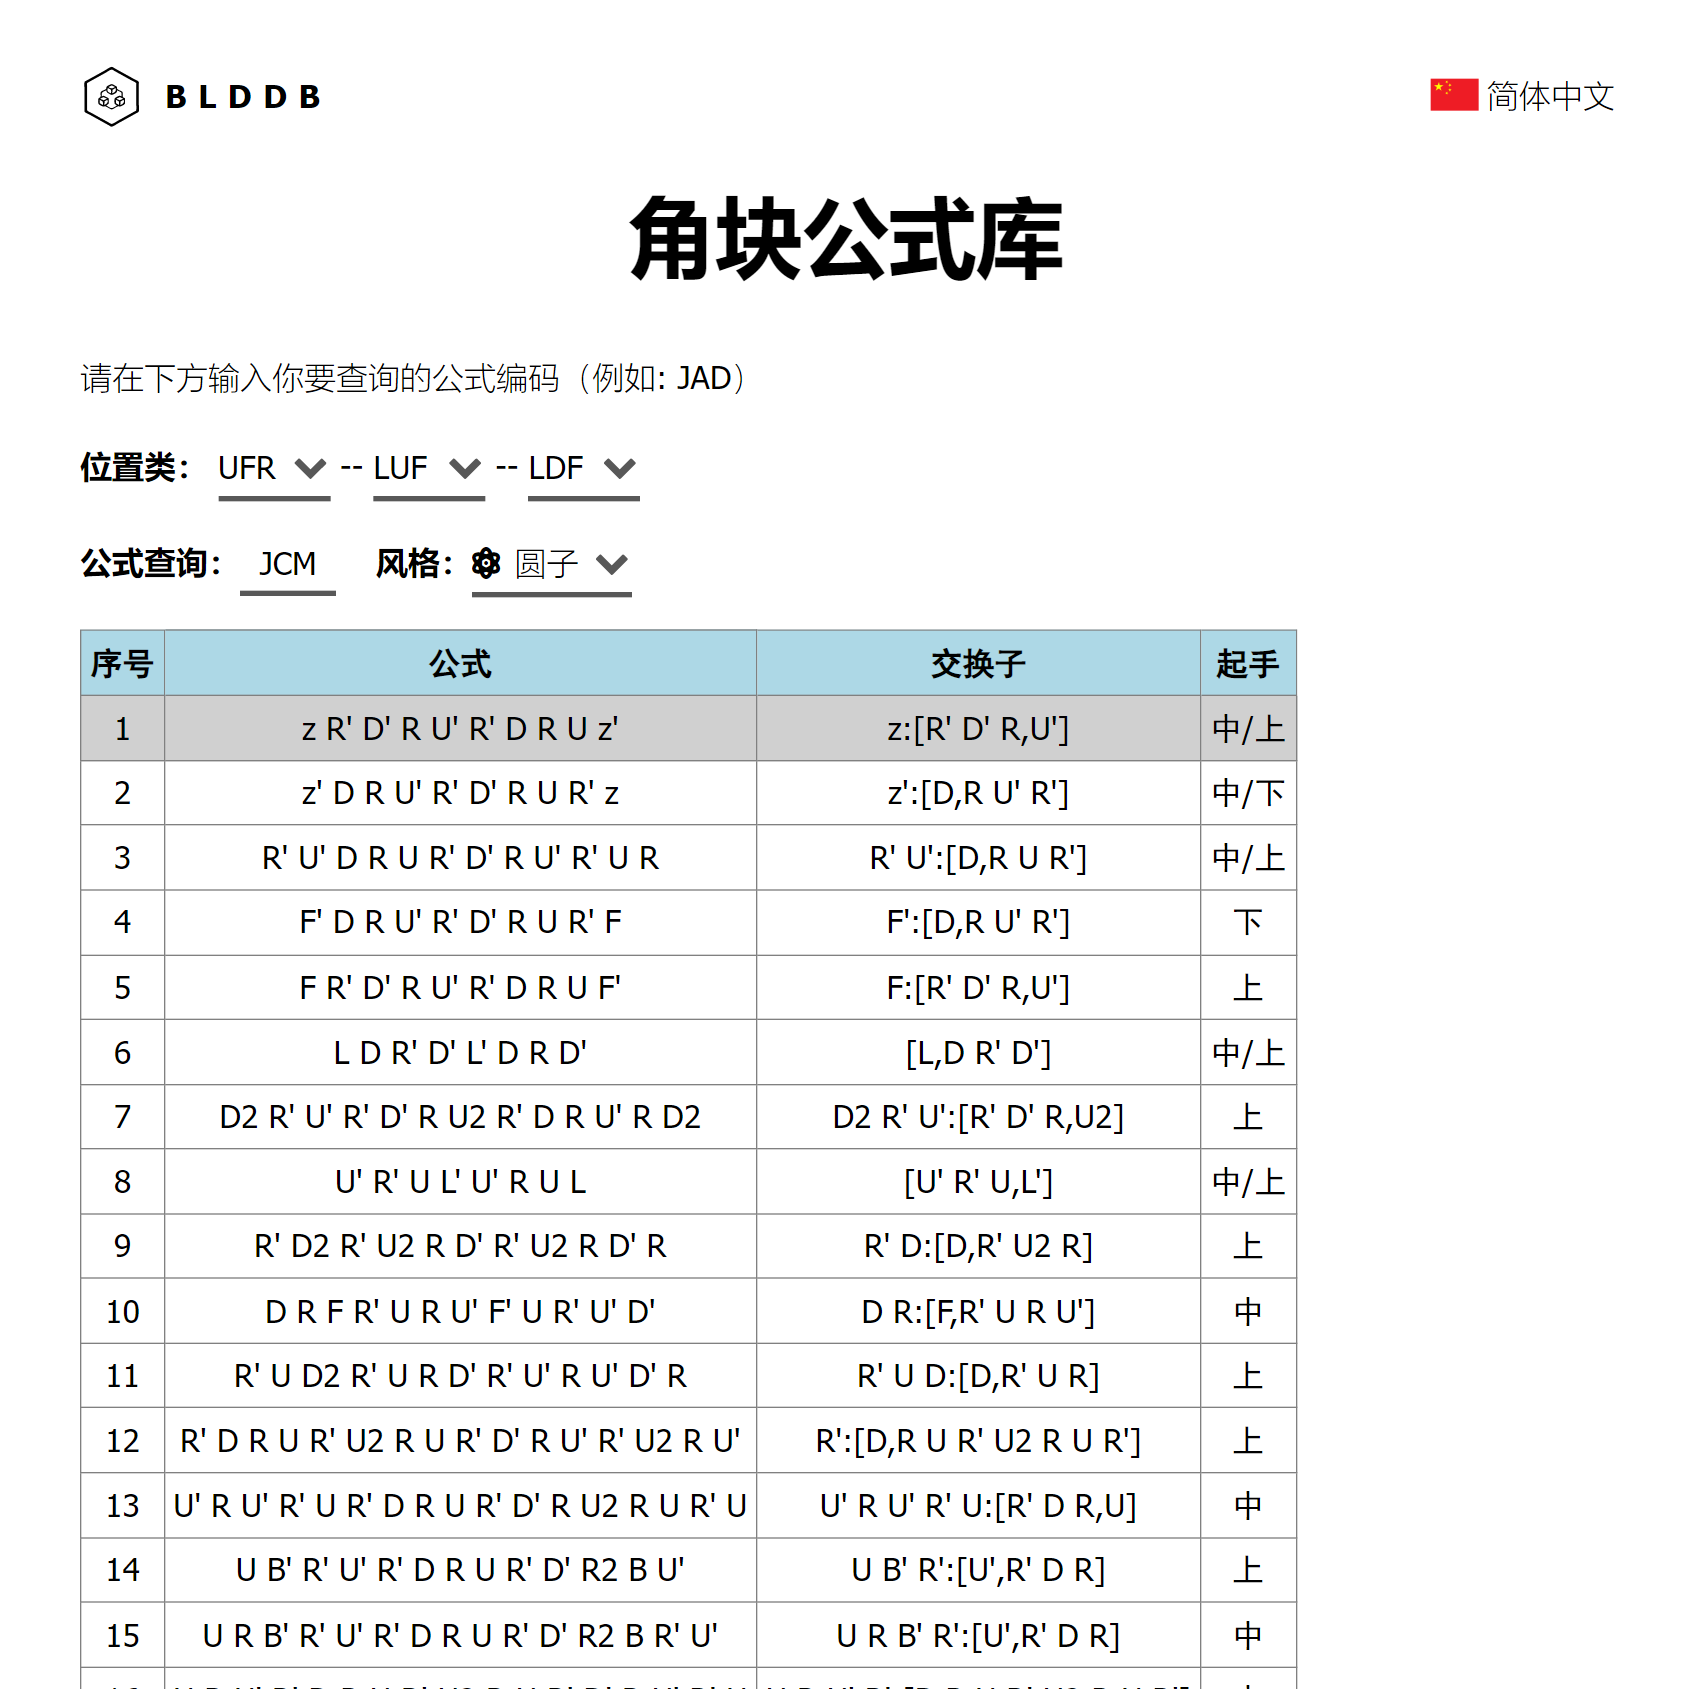 BLDDB
简体中文
角块公式库
请在下方输入你要查询的公式编码（例如: JAD）
位置类： UFR -- LUF -- LDF
公式查询： JCM 风格： 圆子
序号 公式 交换子 起手
1 z R' D' R U' R' D R U z' z:[R' D' R,U'] 中/上
2 z' D R U' R' D' R U R' z z':[D,R U' R'] 中/下
3 R' U' D R U R' D' R U' R' U R R' U':[D,R U R'] 中/上
4 F' D R U' R' D' R U R' F F':[D,R U' R'] 下
5 F R' D' R U' R' D R U F' F:[R' D' R,U'] 上
6 L D R' D' L' D R D' [L,D R' D'] 中/上
7 D2 R' U' R' D' R U2 R' D R U' R D2 D2 R' U':[R' D' R,U2] 上
8 U' R' U L' U' R U L [U' R' U,L'] 中/上
9 R' D2 R' U2 R D' R' U2 R D' R R' D:[D,R' U2 R] 上
10 D R F R' U R U' F' U R' U' D' D R:[F,R' U R U'] 中
11 R' U D2 R' U R D' R' U' R U' D' R R' U D:[D,R' U R] 上
12 R' D R U R' U2 R U R' D' R U' R' U2 R U' R':[D,R U R' U2 R U R'] 上
13 U' R U' R' U R' D R U R' D' R U2 R U R' U U' R U' R' U:[R' D R,U] 中
14 U B' R' U' R' D R U R' D' R2 B U' U B' R':[U',R' D R] 上
15 U R B' R' U' R' D R U R' D' R2 B R' U' U R B' R':[U',R' D R] 中